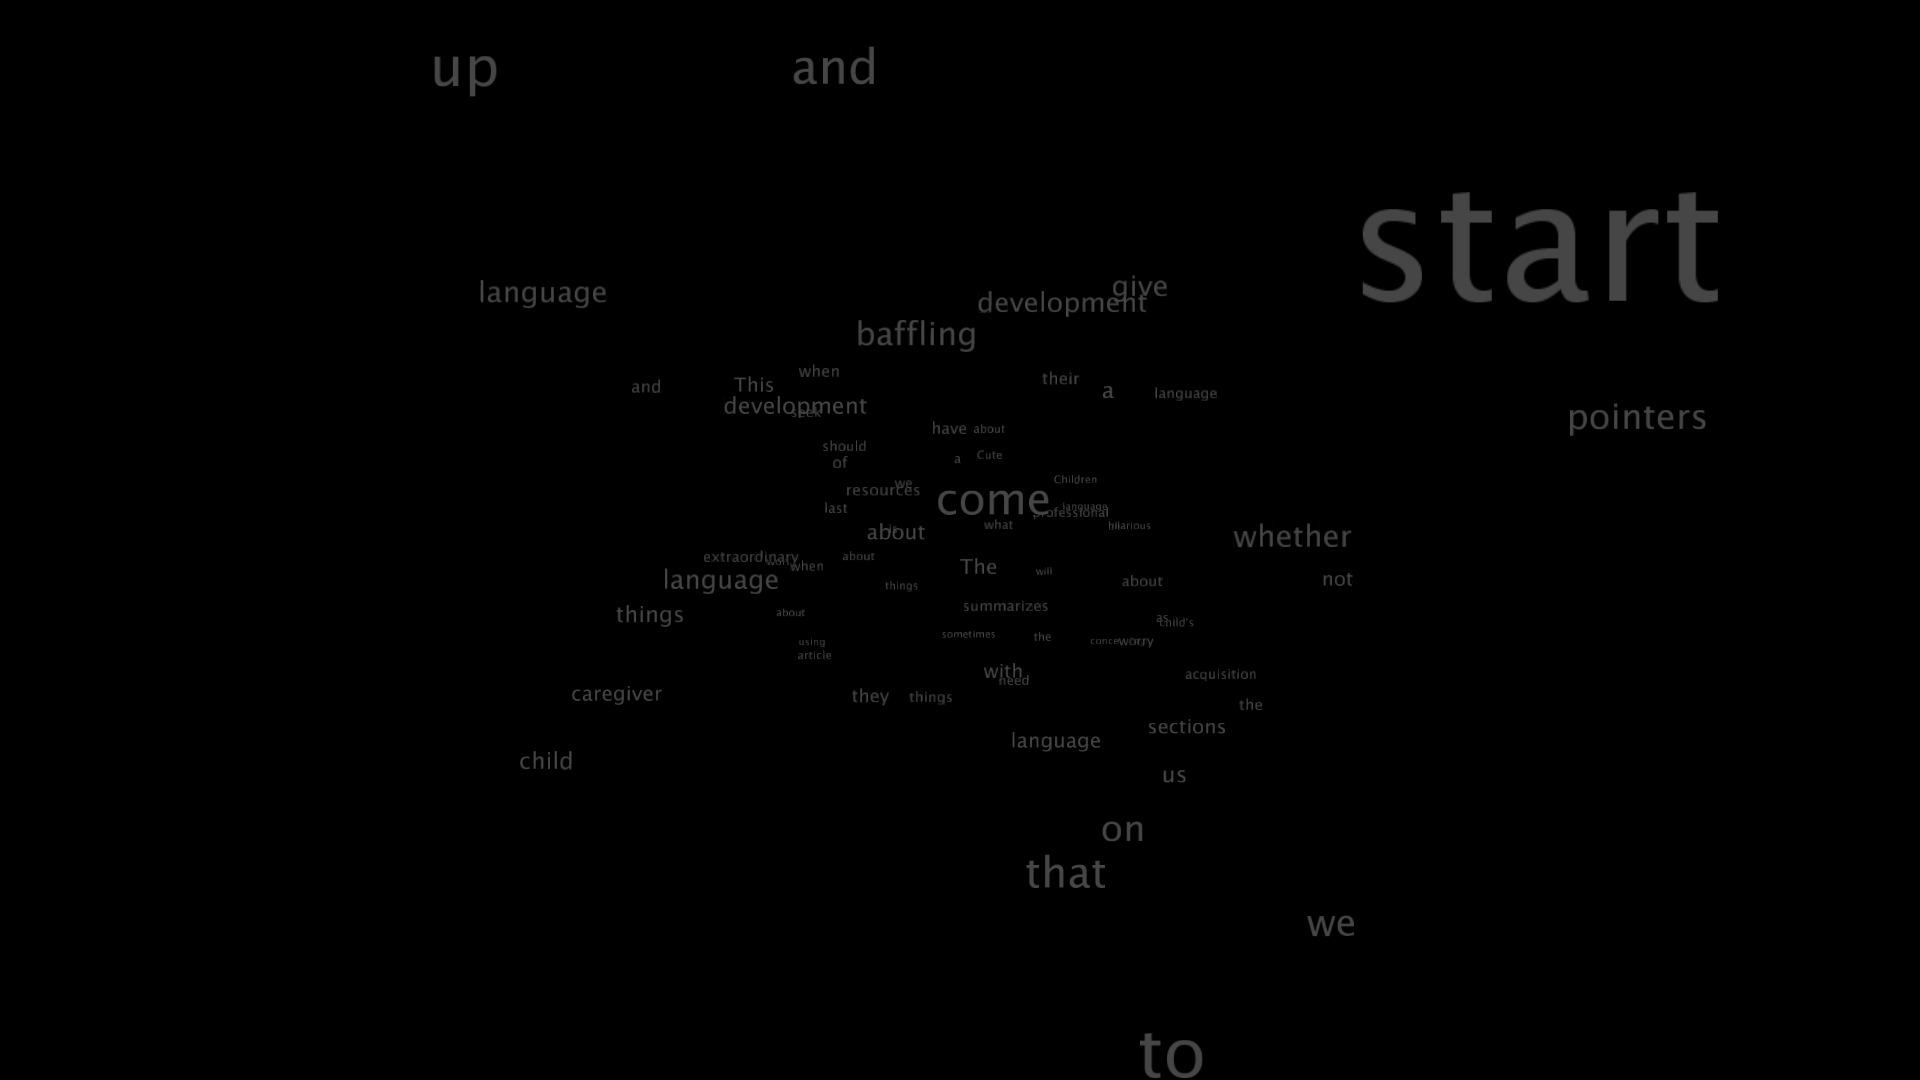 up
and
start
give
language
development
baffling
when
their
This
and
a
language
development
seek
pointers
have
about
should
a
Cute
of
Children
we
resources
come
language
last
professional
what
hilarious
about
whether
extraordinary
about
worry
when
The
will
language
not
about
things
summarizes
things
about
as
child's
sometimes
the
using
worry
article
with
need
acquisition
caregiver
they
things
the
sections
language
child
us
on
that
we
to